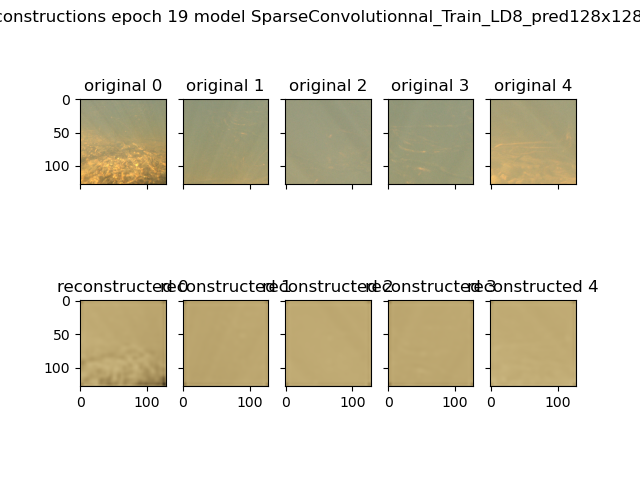 constructions epoch 19 model SparseConvolutionnal_Train_LD8_pred128x128
original 0 original 1 original 2 original 3 original 4
0
50
100
reconstructed 0 reconstructed 1 reconstructed 2 reconstructed 3 reconstructed 4
0
50
100
0 100 0 100 0 100 0 100 0 100